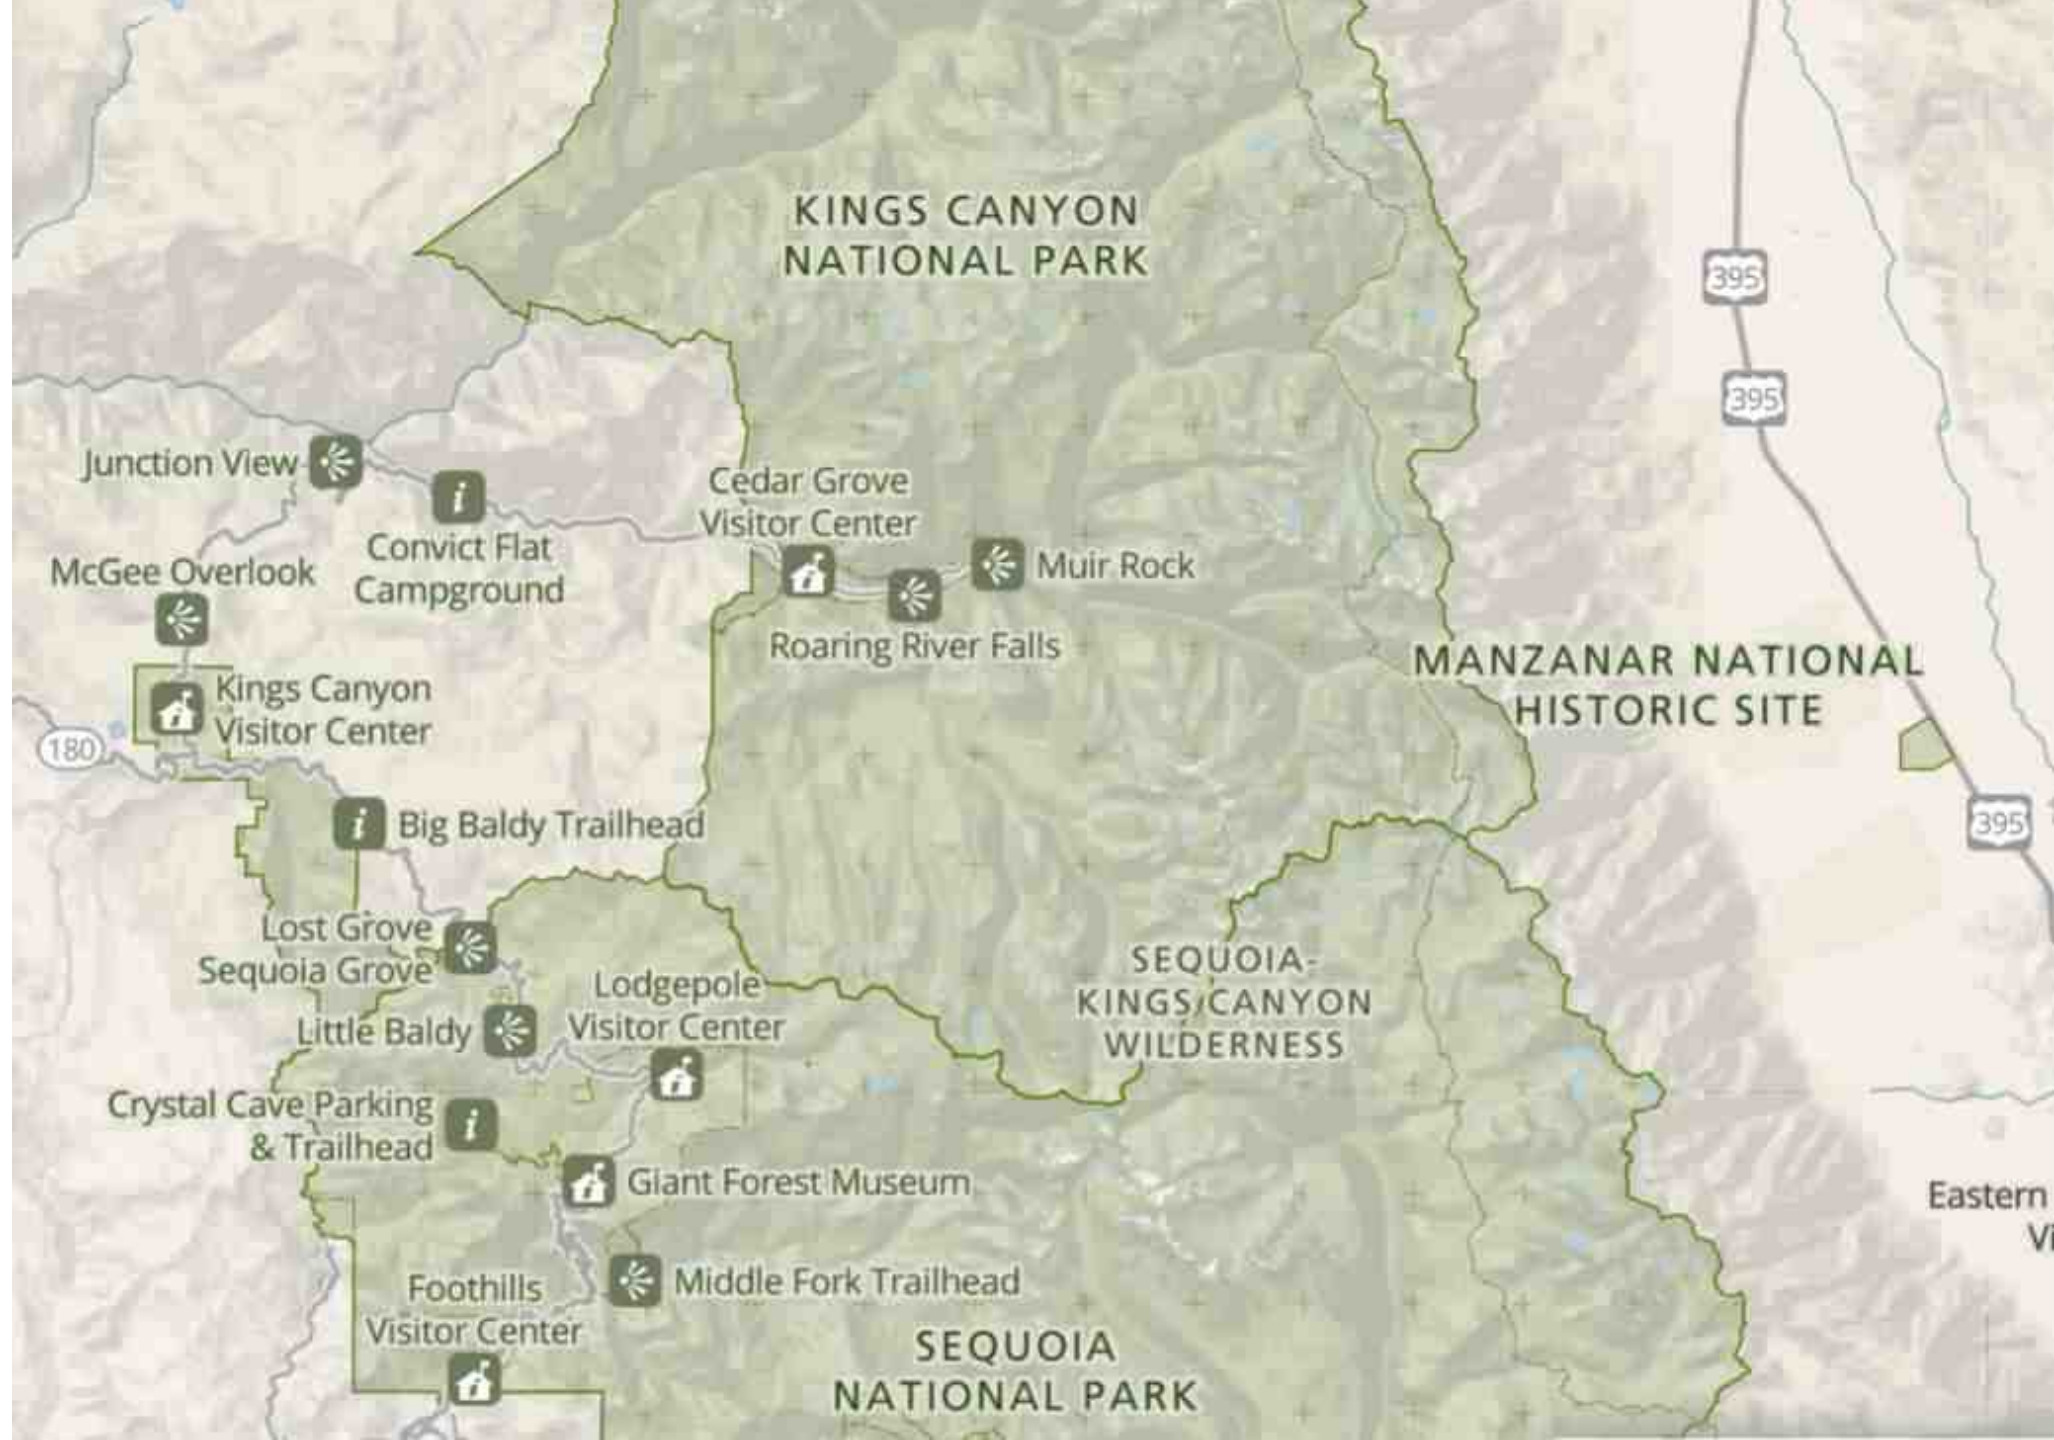 KINGS CANYON
NATIONAL PARK
395
395
Junction View
Cedar Grove
Visitor Center
Convict Flat
Campground
McGee Overlook
Muir Rock
Roaring River Falls
MANZANAR NATIONAL
HISTORIC SITE
Kings Canyon
Visitor Center
180
Big Baldy Trailhead
395
Lost Grove
Sequoia Grove
SEQUOIA-
KINGS CANYON
WILDERNESS
Lodgepole
Visitor Center
Little Baldy
Crystal Cave Parking
& Trailhead
Giant Forest Museum
Eastern
Vi
Middle Fork Trailhead
Foothills
Visitor Center
SEQUOIA
NATIONAL PARK